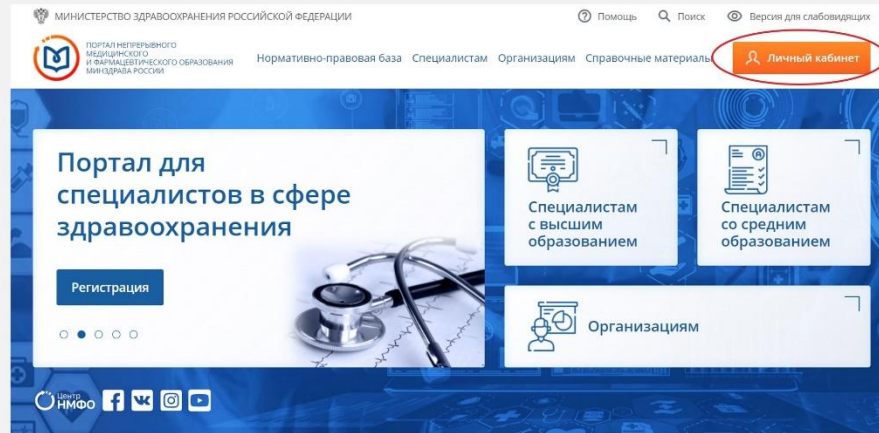 МИНИСТЕРСТВО ЗДРАВООХРАНЕНИЯ РОССИЙСКОЙ ФЕДЕРАЦИИ
Помощь
Поиск
Версия для слабовидящих
ПОРТАЛ НЕПРЕРЫВНОГО
МЕДИЦИНСКОГО
И ФАРМАЦЕВТИЧЕСКОГО ОБРАЗОВАНИЯ
МИНЗДРАВА РОССИИ
Нормативно-правовая база
Специалистам
Организациям
Справочные материалы
Личный кабинет
Портал для
специалистов в сфере
здравоохранения
Регистрация
Специалистам
с высшим
образованием
Специалистам
со средним
образованием
Организациям
Центр
НМФО